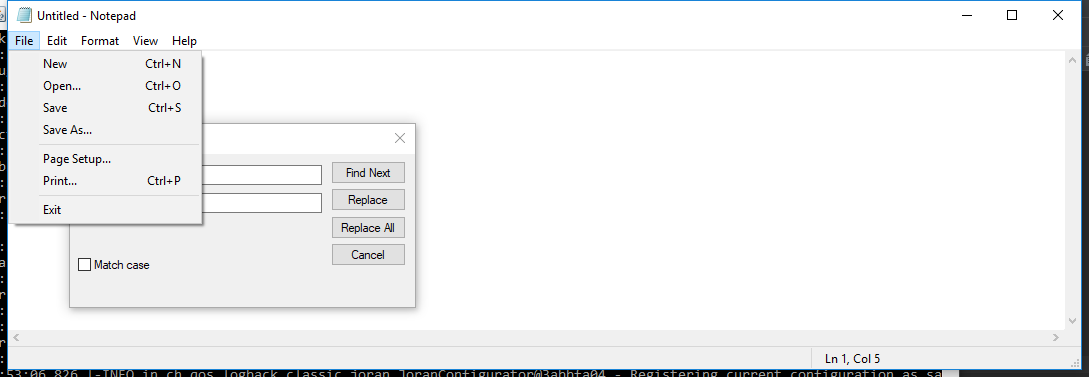 Untitled - Notepad
File Edit Format View Help
New Ctrl+N
Open... Ctrl+O
Save Ctrl+S
Save As...
Page Setup...
Print... Ctrl+P
Exit
Find Next
Replace
Replace All
Cancel
Match case
Ln 1, Col 5
:53:06,826 |-INFO in ch.qos.logback.classic.joran.JoranConfigurator@3abbfa04 - Registering current configuration as sa